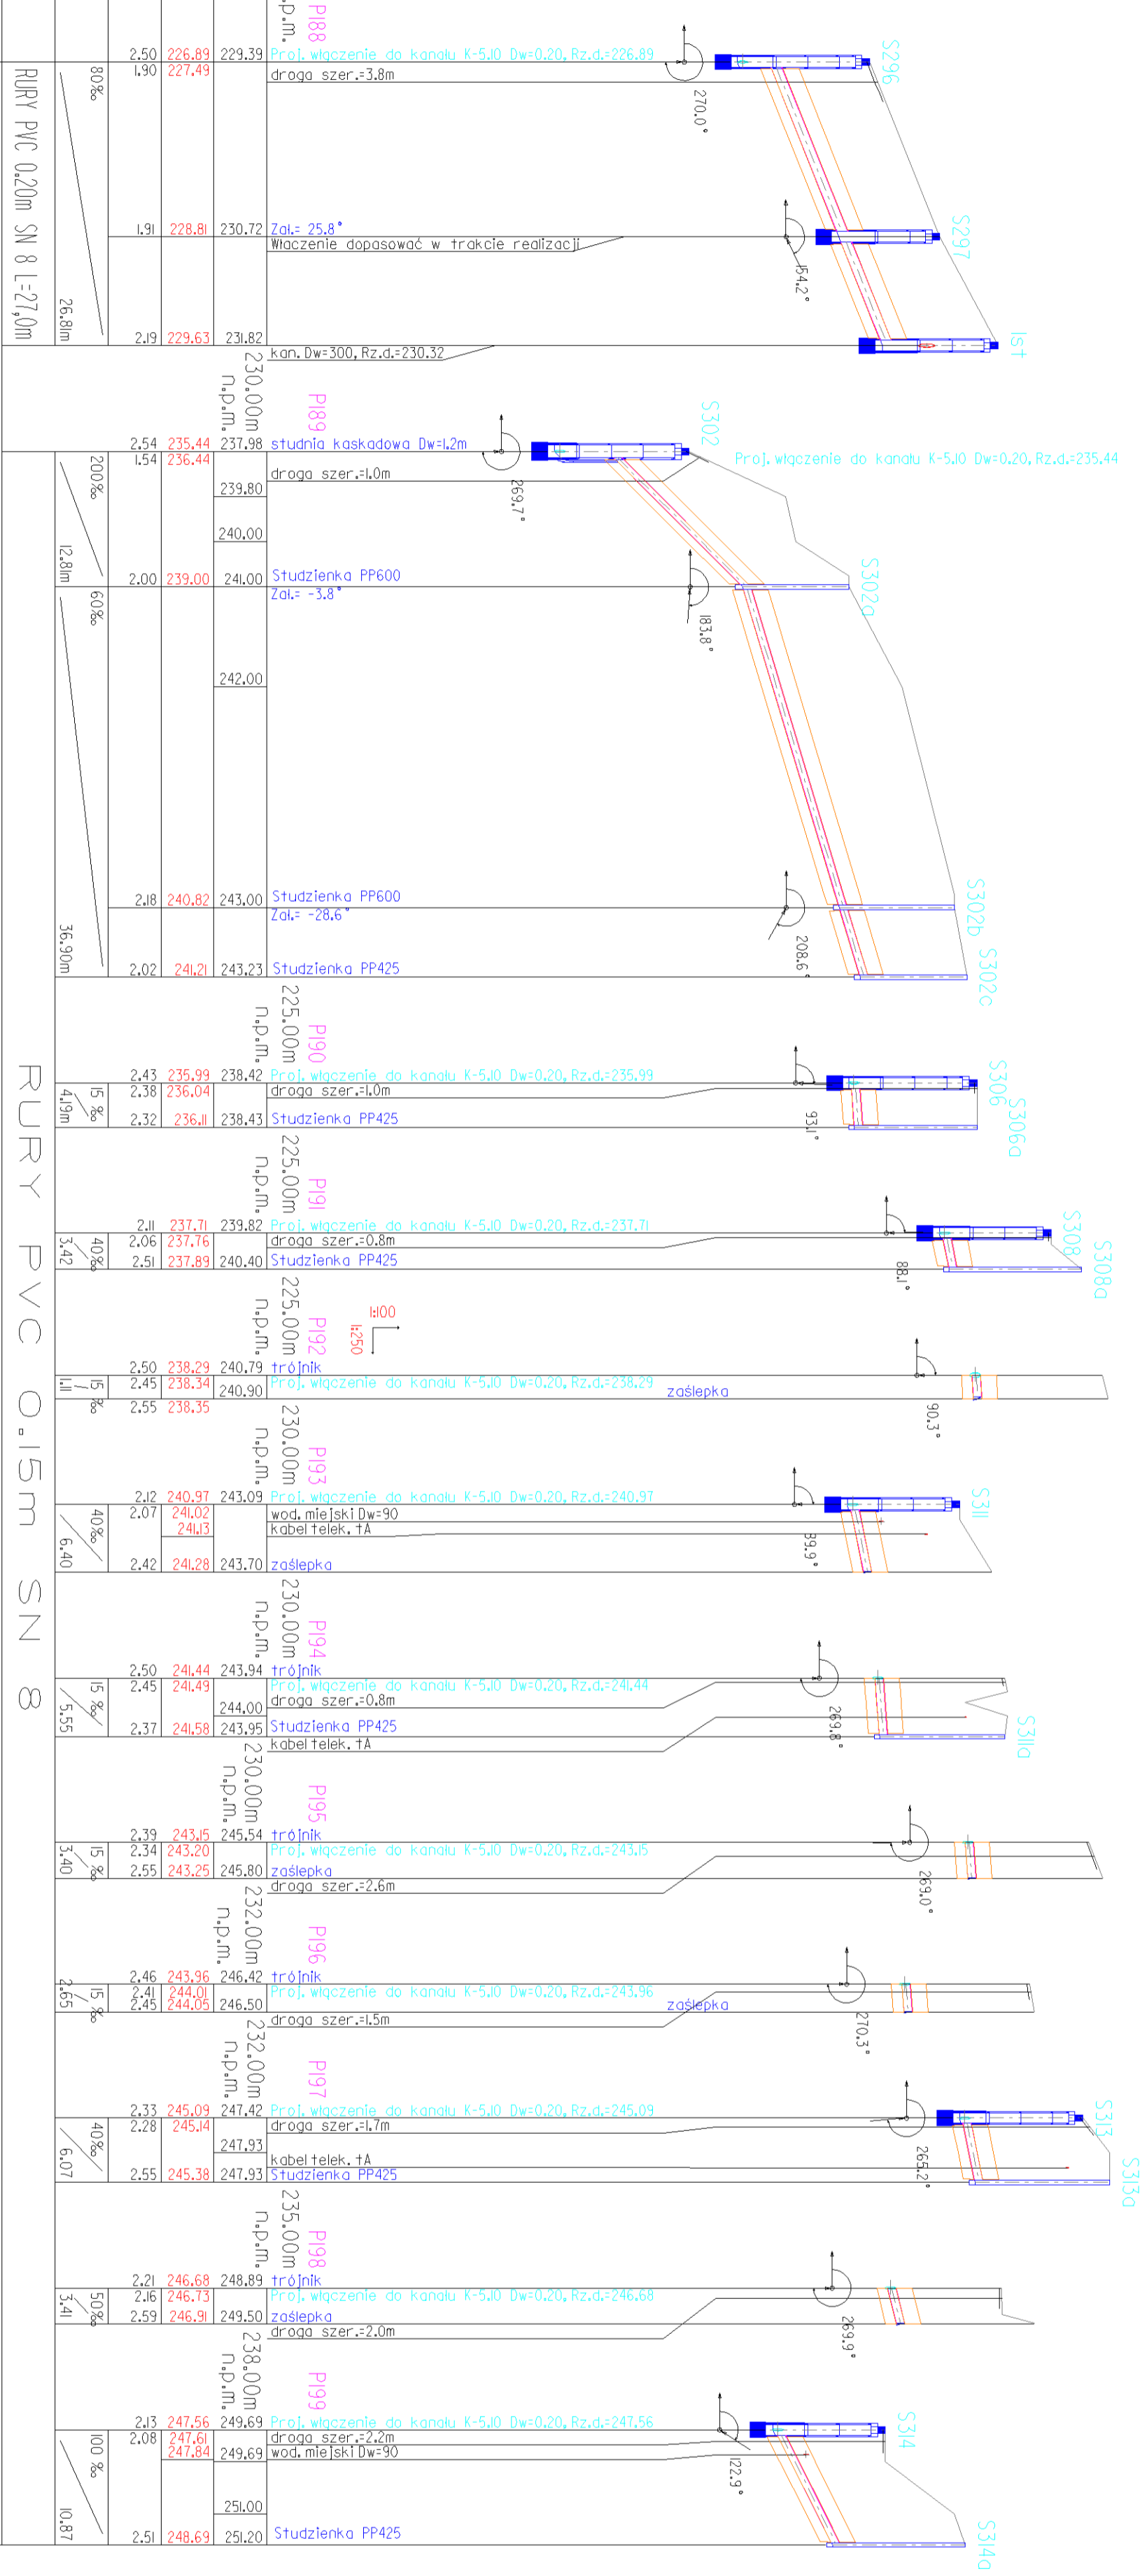 n.p.m.
P188
2.50 226.89 229.39 Proj. włączenie do kanału K-5.10 Dw=0.20, Rz.d.=226.89
1.90 227.49 droga szer.=3.8m
S296
270.0°
80‰
1.91 228.81 230.72 Zał.= 25.8°
Włączenie dopasować w trakcie realizacji
S297
154.2°
26.81m
2.19 229.63 231.82
kan. Dw=300, Rz.d.=230.32
1st
RURY PVC 0.20m SN 8 L=27,0m
230.00m
n.p.m.
P189
2.54 235.44 237.98 studnia kaskadowa Dw=1.2m
Proj. włączenie do kanału K-5.10 Dw=0.20, Rz.d.=235.44
1.54 236.44 droga szer.=1.0m
S302
269.7°
239.80
200‰
240.00
12.81m
2.00 239.00 241.00 Studzienka PP600
Zał.= -3.8°
S302a
183.8°
60‰
242.00
2.18 240.82 243.00 Studzienka PP600
Zał.= -28.6°
S302b
208.6°
36.90m
2.02 241.21 243.23 Studzienka PP425
S302c
225.00m
n.p.m.
P190
2.43 235.99 238.42 Proj. włączenie do kanału K-5.10 Dw=0.20, Rz.d.=235.99
2.38 236.04 droga szer.=1.0m
2.32 236.11 238.43 Studzienka PP425
S306
S306a
93.1°
15 ‰
4.19m
225.00m
n.p.m.
P191
2.11 237.71 239.82 Proj. włączenie do kanału K-5.10 Dw=0.20, Rz.d.=237.71
2.06 237.76 droga szer.=0.8m
2.51 237.89 240.40 Studzienka PP425
S308
S308a
88.1°
40‰
3.42
225.00m
n.p.m.
P192
1:100
1:250
2.50 238.29 240.79 trójnik
2.45 238.34 Proj. włączenie do kanału K-5.10 Dw=0.20, Rz.d.=238.29
2.55 238.35 240.90 zaślepka
90.3°
15 ‰
1.11
230.00m
n.p.m.
P193
2.12 240.97 243.09 Proj. włączenie do kanału K-5.10 Dw=0.20, Rz.d.=240.97
2.07 241.02 wod. miejski Dw=90
241.13 kabel telek. tA
2.42 241.28 243.70 zaślepka
S311
89.9°
40‰
6.40
230.00m
n.p.m.
P194
2.50 241.44 243.94 trójnik
2.45 241.49 Proj. włączenie do kanału K-5.10 Dw=0.20, Rz.d.=241.44
droga szer.=0.8m
244.00
2.37 241.58 243.95 Studzienka PP425
kabel telek. tA
S311a
269.8°
15 ‰
5.55
230.00m
n.p.m.
P195
2.39 243.15 245.54 trójnik
2.34 243.20 Proj. włączenie do kanału K-5.10 Dw=0.20, Rz.d.=243.15
2.55 243.25 245.80 zaślepka
droga szer.=2.6m
269.0°
15 ‰
3.40
232.00m
n.p.m.
P196
2.46 243.96 246.42 trójnik
2.41 244.01 Proj. włączenie do kanału K-5.10 Dw=0.20, Rz.d.=243.96
2.45 244.05 246.50 zaślepka
droga szer.=1.5m
270.3°
15 ‰
2.65
232.00m
n.p.m.
P197
2.33 245.09 247.42 Proj. włączenie do kanału K-5.10 Dw=0.20, Rz.d.=245.09
2.28 245.14 droga szer.=1.7m
247.93
kabel telek. tA
2.55 245.38 247.93 Studzienka PP425
S313
S313a
265.2°
40‰
6.07
235.00m
n.p.m.
P198
2.21 246.68 248.89 trójnik
2.16 246.73 Proj. włączenie do kanału K-5.10 Dw=0.20, Rz.d.=246.68
2.59 246.91 249.50 zaślepka
droga szer.=2.0m
269.9°
50‰
3.41
238.00m
n.p.m.
P199
2.13 247.56 249.69 Proj. włączenie do kanału K-5.10 Dw=0.20, Rz.d.=247.56
2.08 247.61 droga szer.=2.2m
247.84 249.69 wod. miejski Dw=90
251.00
2.51 248.69 251.20 Studzienka PP425
S314
S314a
122.9°
100 ‰
10.87
RURY PVC 0.15m SN 8